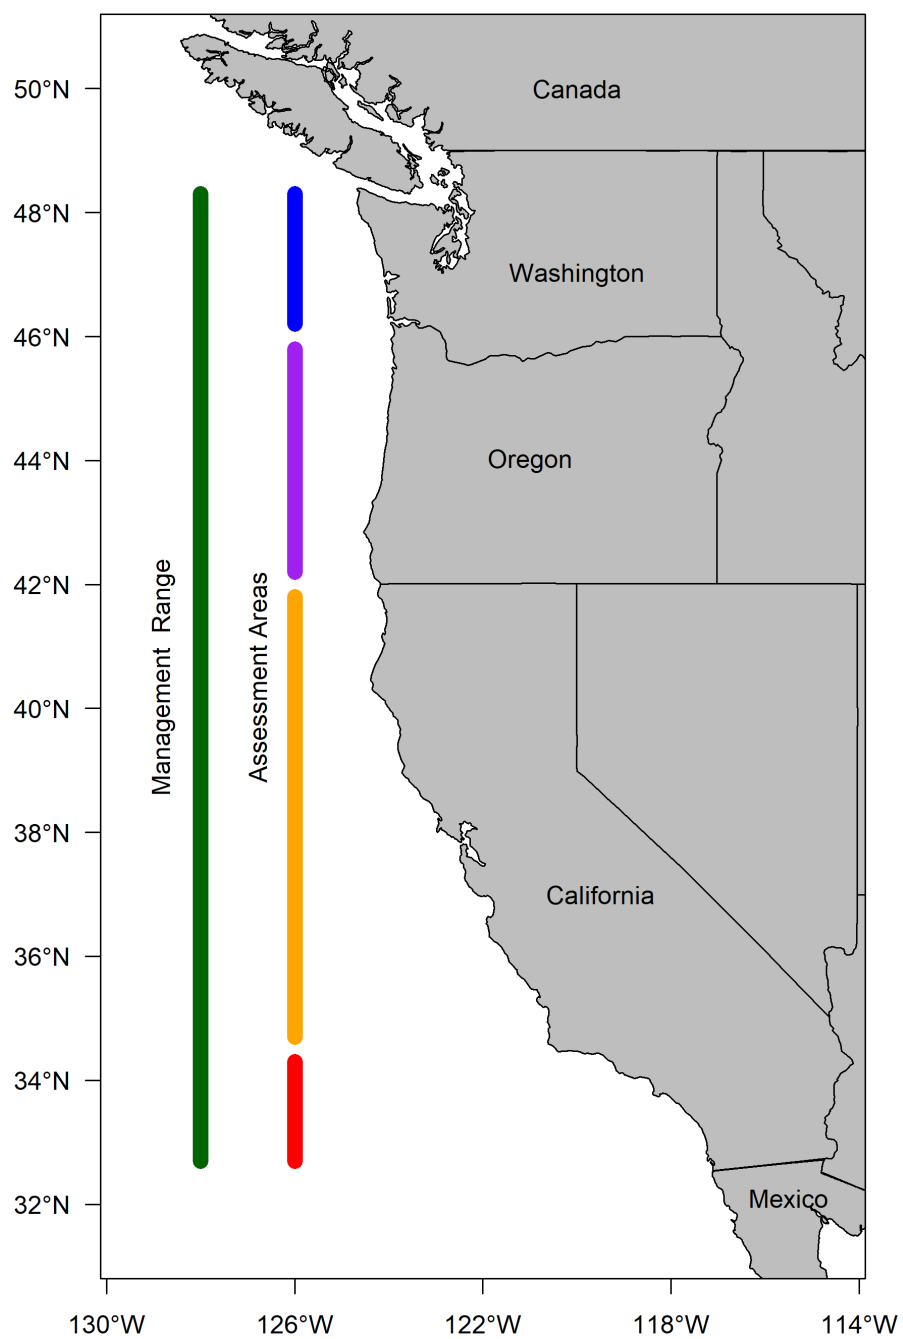 50°N
Canada
48°N
Washington
46°N
44°N
Oregon
42°N
Management  Range
Assessment Areas
40°N
38°N
California
36°N
34°N
32°N
Mexico
130°W
126°W
122°W
118°W
114°W